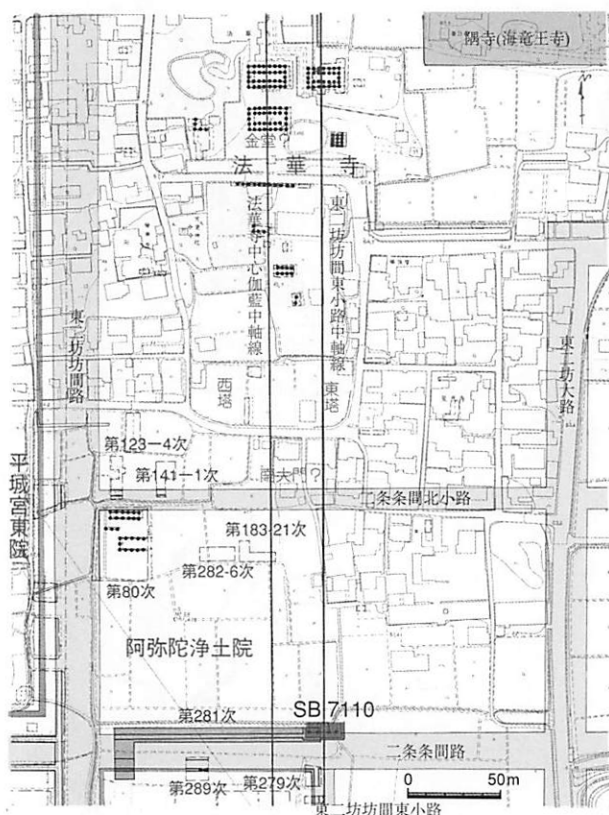 隅寺(海竜王寺)
金堂?
法華寺
法華寺中心伽藍中軸線
東二坊坊間東小路中軸線
東二坊坊間路
東二坊大路
西塔
東塔
第123-4次
第141-1次
南大門?
平城宮東院
二条条間北小路
第183-21次
第282-6次
第80次
阿弥陀浄土院
第281次
SB 7110
二条条間路
第289次
第279次
0 50m
東二坊坊間東小路